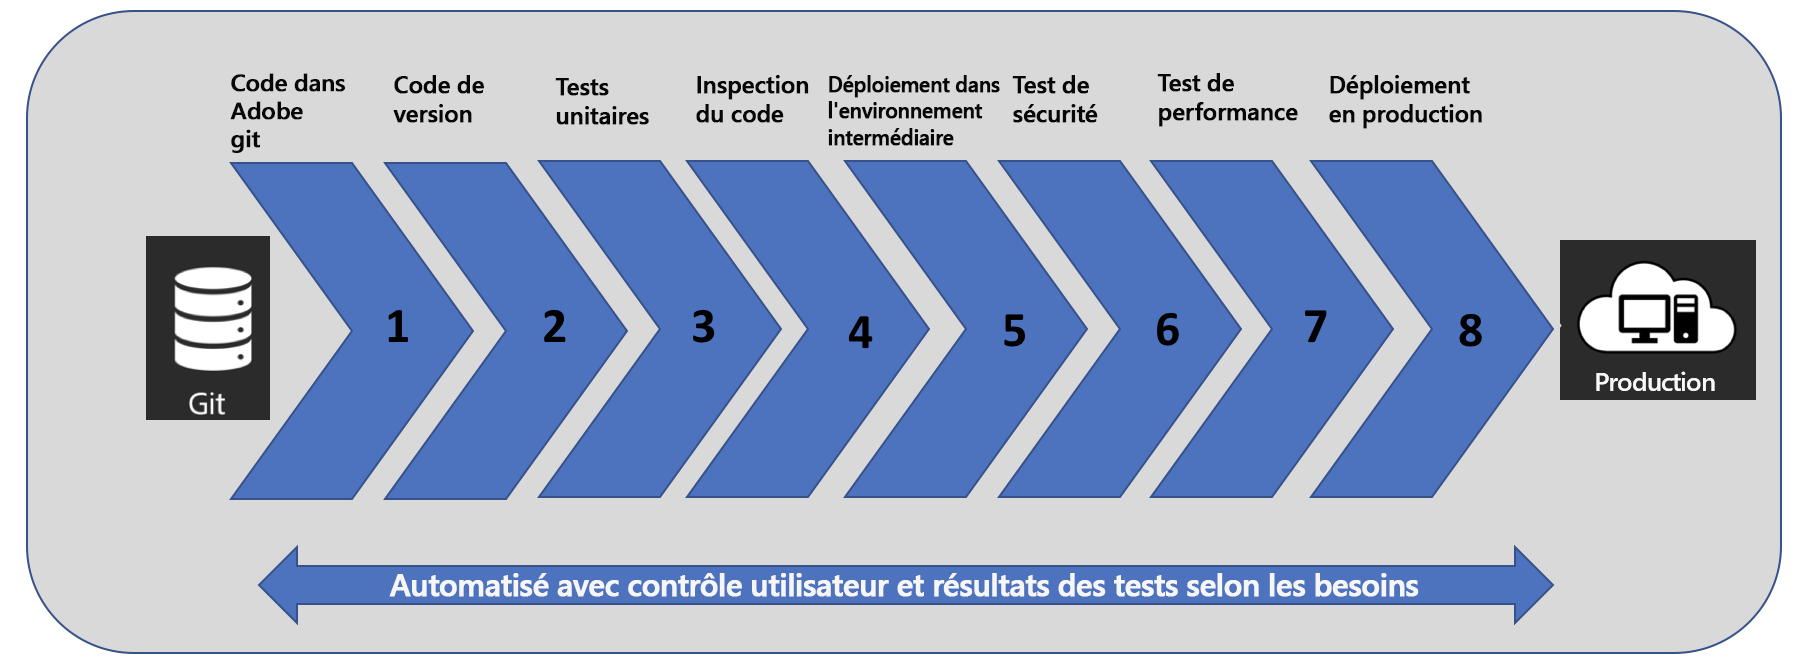 Code dans
Adobe
git
Code de
version
Tests
unitaires
Inspection
du code
Déploiement dans
l'environnement
intermédiaire
Test de
sécurité
Test de
performance
Déploiement
en production
1
2
3
4
5
6
7
8
Git
Production
Automatisé avec contrôle utilisateur et résultats des tests selon les besoins